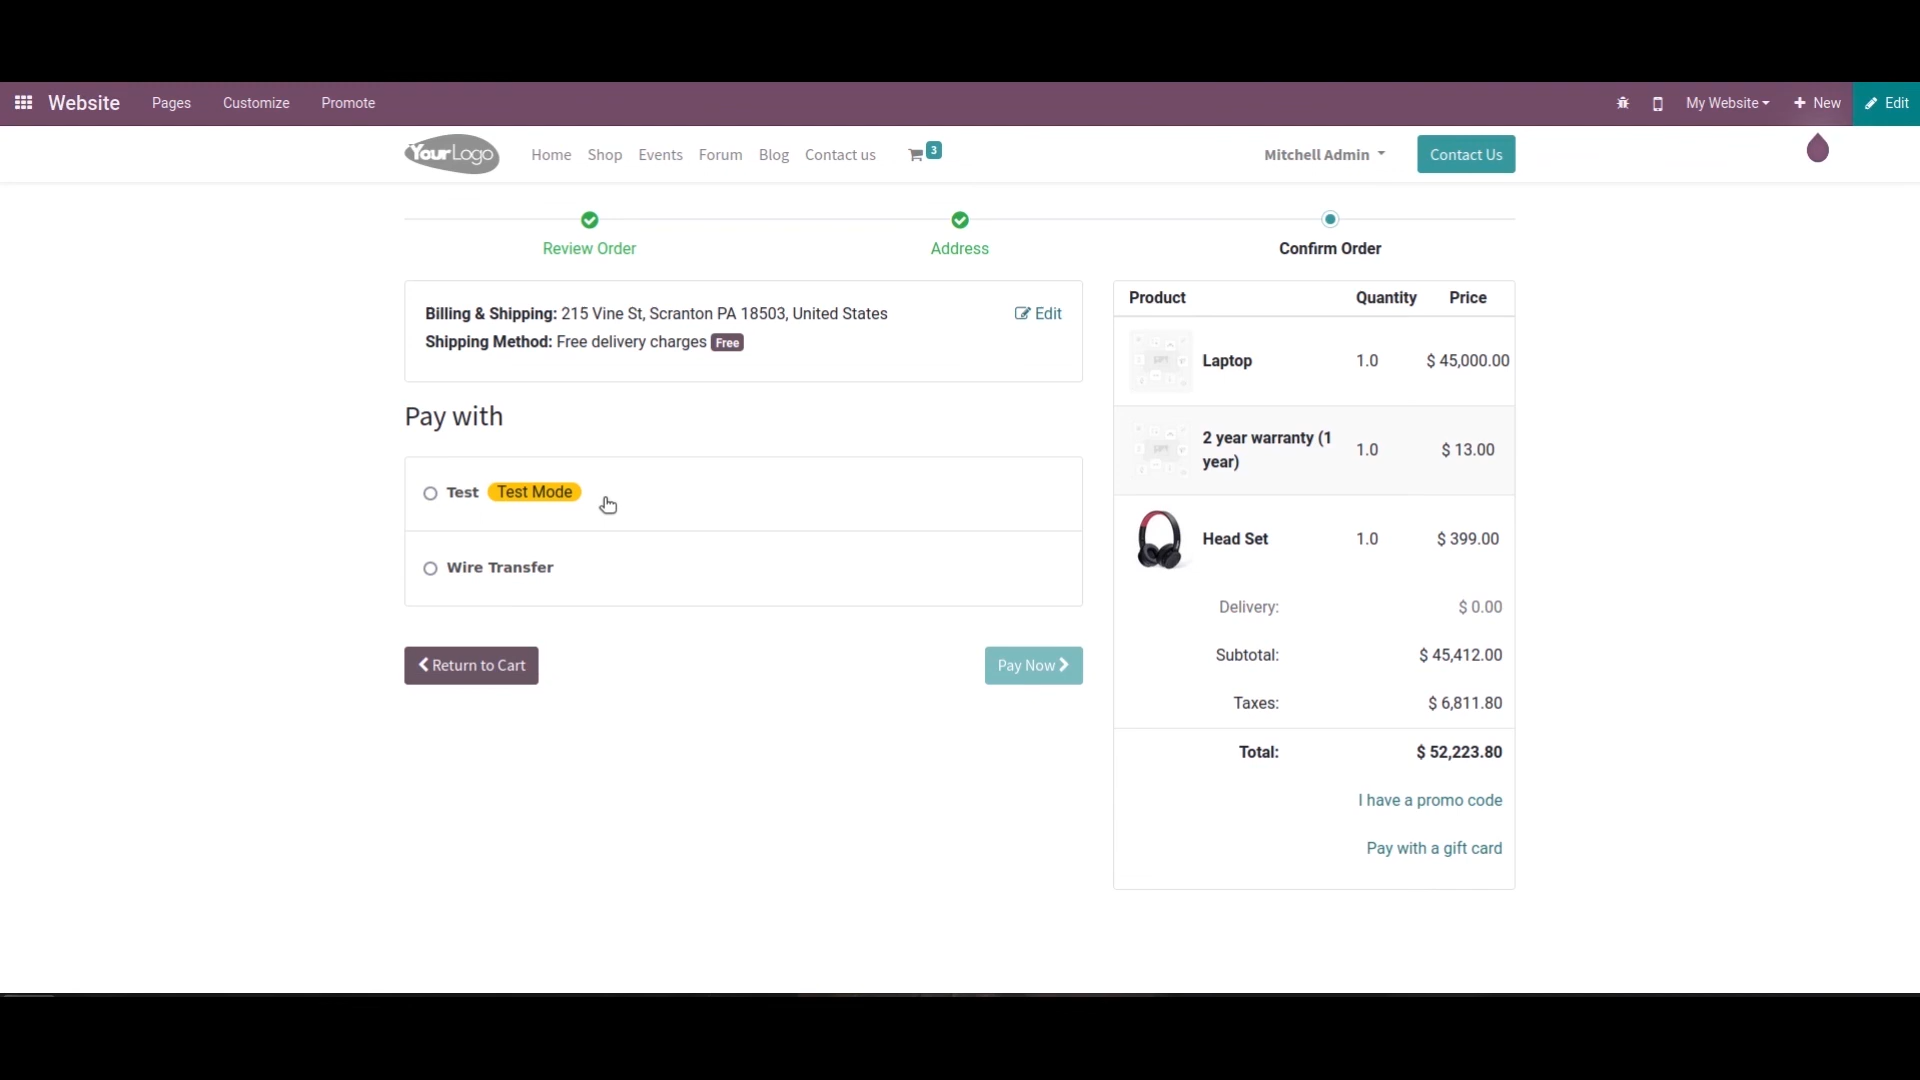 Website Pages Customize Promote My Website New Edit
YourLogo Home Shop Events Forum Blog Contact us 3 Mitchell Admin Contact Us
Review Order Address Confirm Order
Billing & Shipping: 215 Vine St, Scranton PA 18503, United States Edit
Shipping Method: Free delivery charges Free
Pay with
Test Test Mode
Wire Transfer
Return to Cart Pay Now
Product Quantity Price
Laptop 1.0 $ 45,000.00
2 year warranty (1
year) 1.0 $ 13.00
Head Set 1.0 $ 399.00
Delivery: $ 0.00
Subtotal: $ 45,412.00
Taxes: $ 6,811.80
Total: $ 52,223.80
I have a promo code
Pay with a gift card